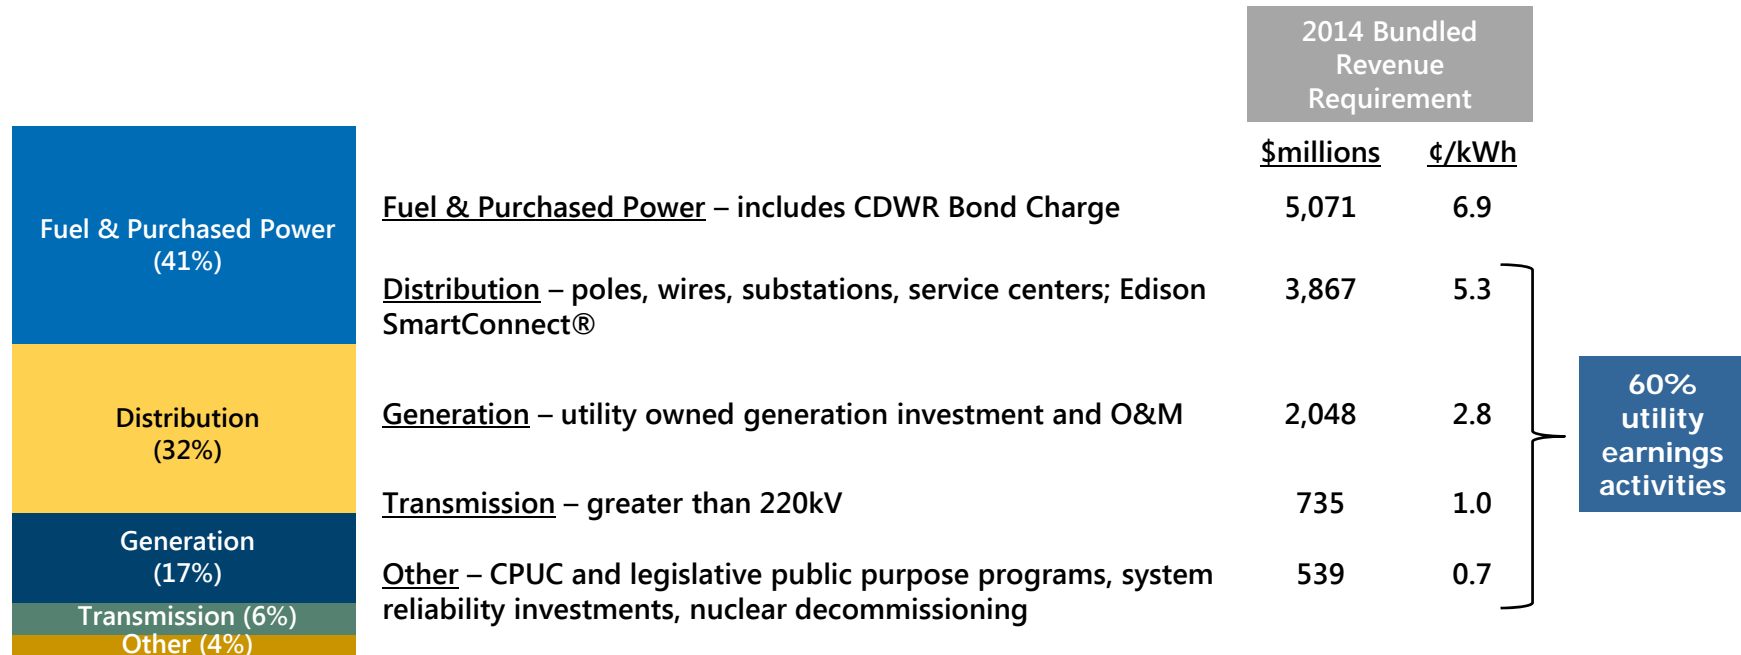 2014 Bundled
Revenue
Requirement
$millions ¢/kWh
Fuel & Purchased Power
(41%)
Fuel & Purchased Power – includes CDWR Bond Charge 5,071 6.9
Distribution – poles, wires, substations, service centers; Edison 3,867 5.3
SmartConnect®
Distribution
(32%)
Generation – utility owned generation investment and O&M 2,048 2.8
60%
utility
earnings
activities
Transmission – greater than 220kV 735 1.0
Generation
(17%)
Other – CPUC and legislative public purpose programs, system 539 0.7
reliability investments, nuclear decommissioning
Transmission (6%)
Other (4%)